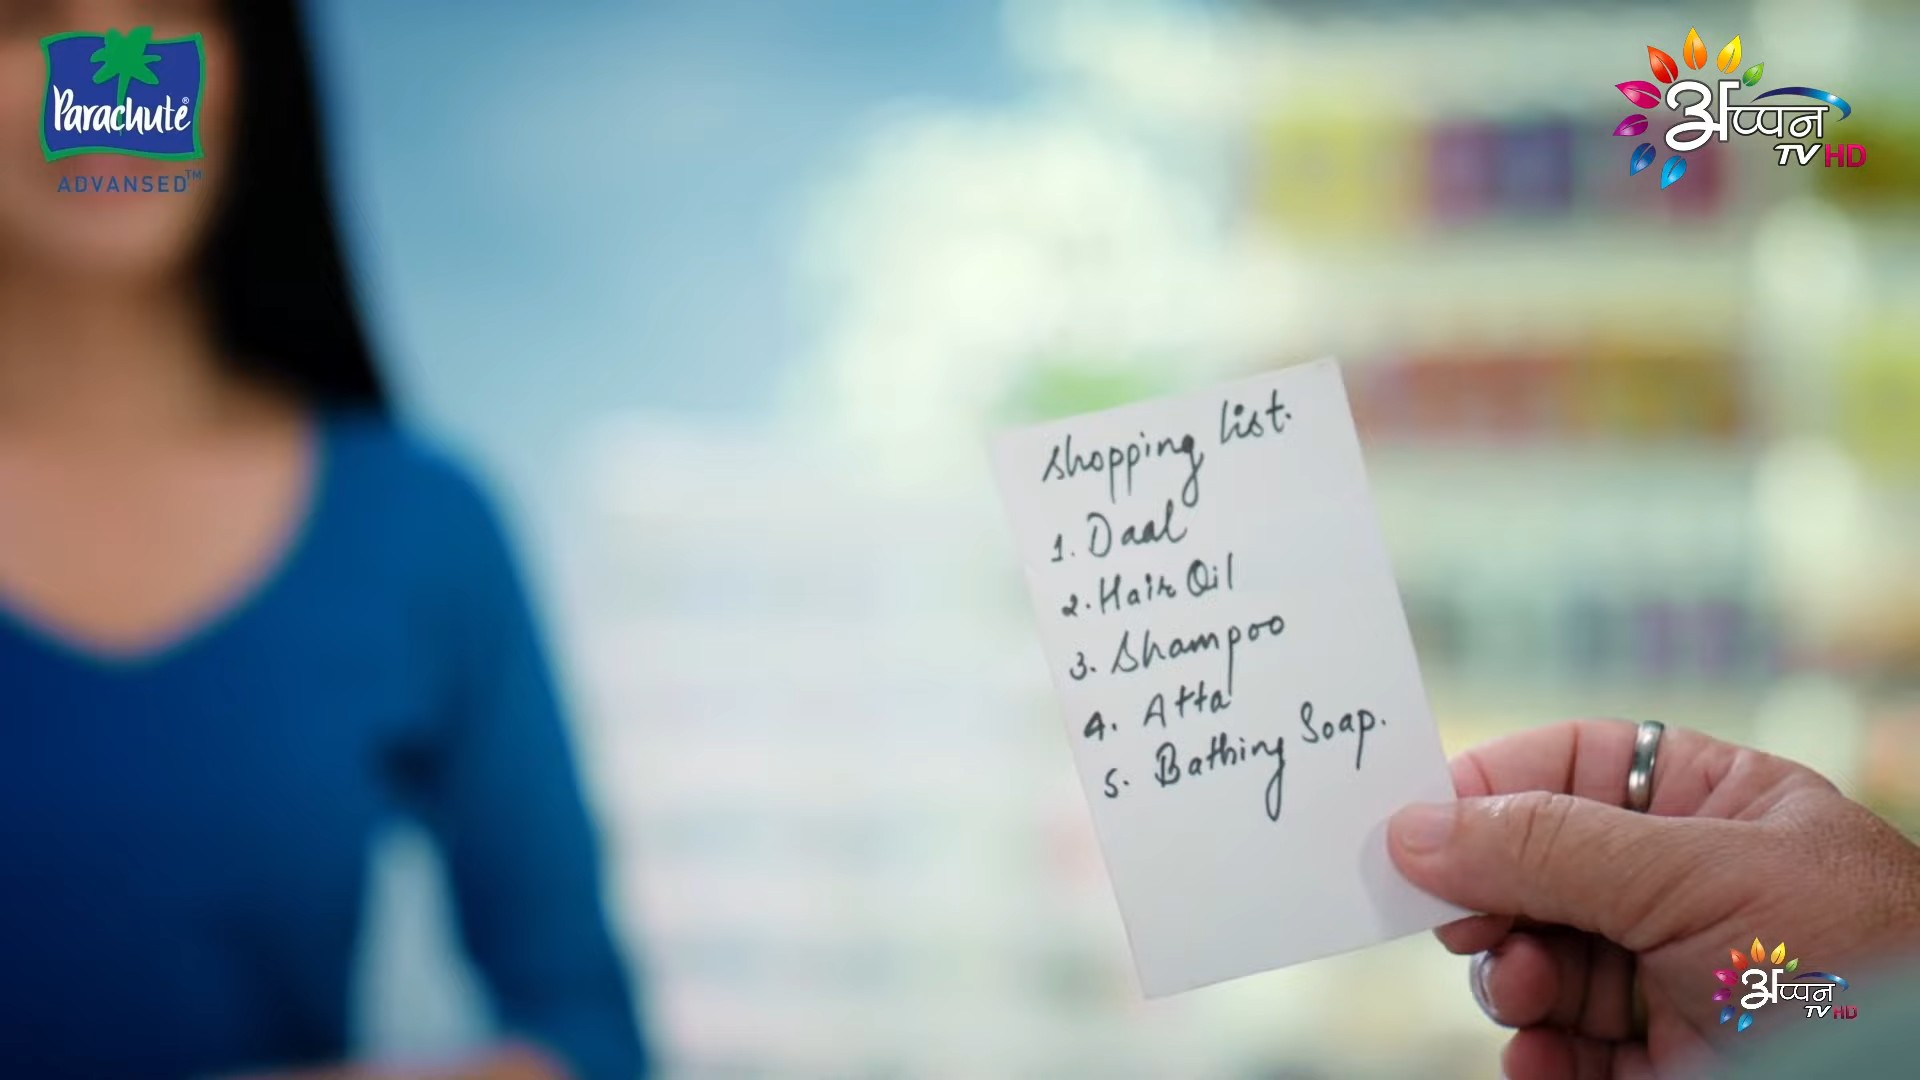 Parachute®
ADVANSED™
अप्पन
TV HD
Shopping list.
1. Daal
2. Hair Oil
3. Shampoo
4. Atta
5. Bathing Soap.
अप्पन
TV HD